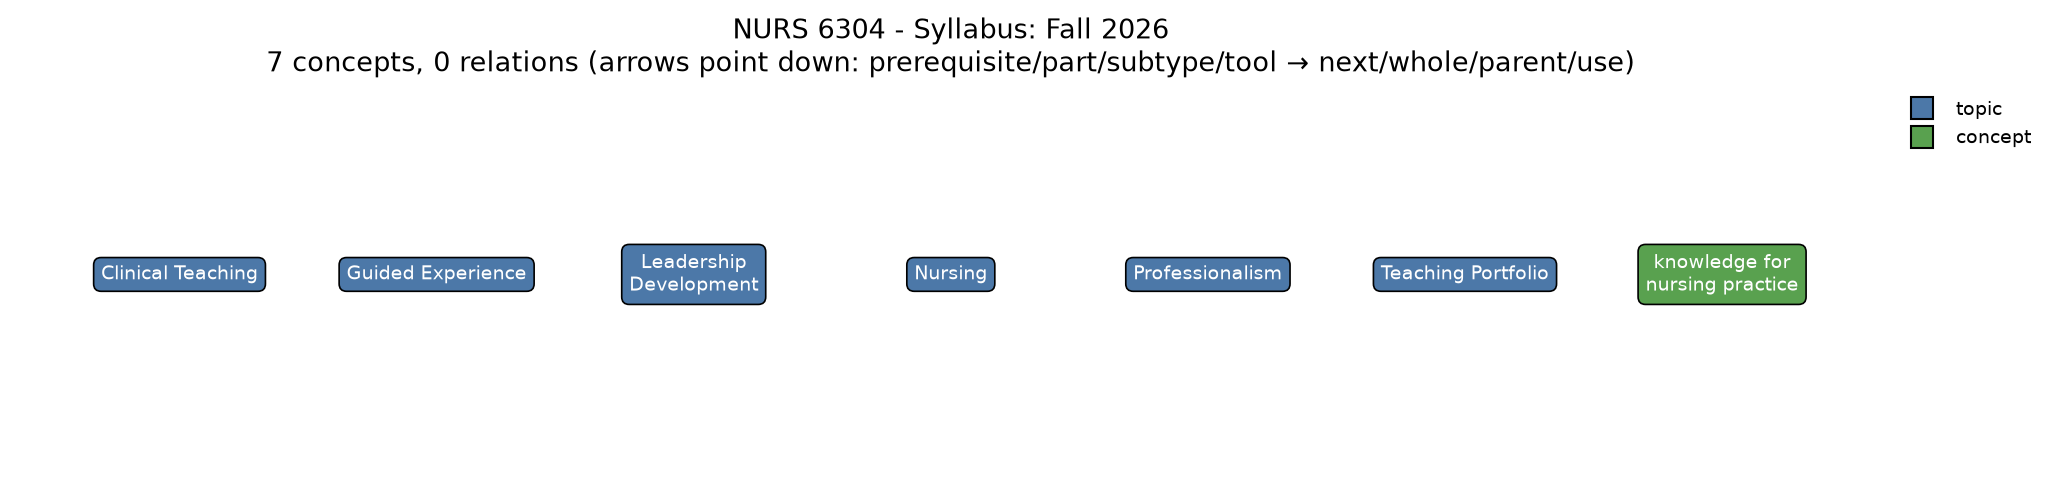 NURS 6304 - Syllabus: Fall 2026
7 concepts, 0 relations (arrows point down: prerequisite/part/subtype/tool → next/whole/parent/use)
topic
concept
Clinical Teaching
Guided Experience
Leadership
Development
Nursing
Professionalism
Teaching Portfolio
knowledge for
nursing practice